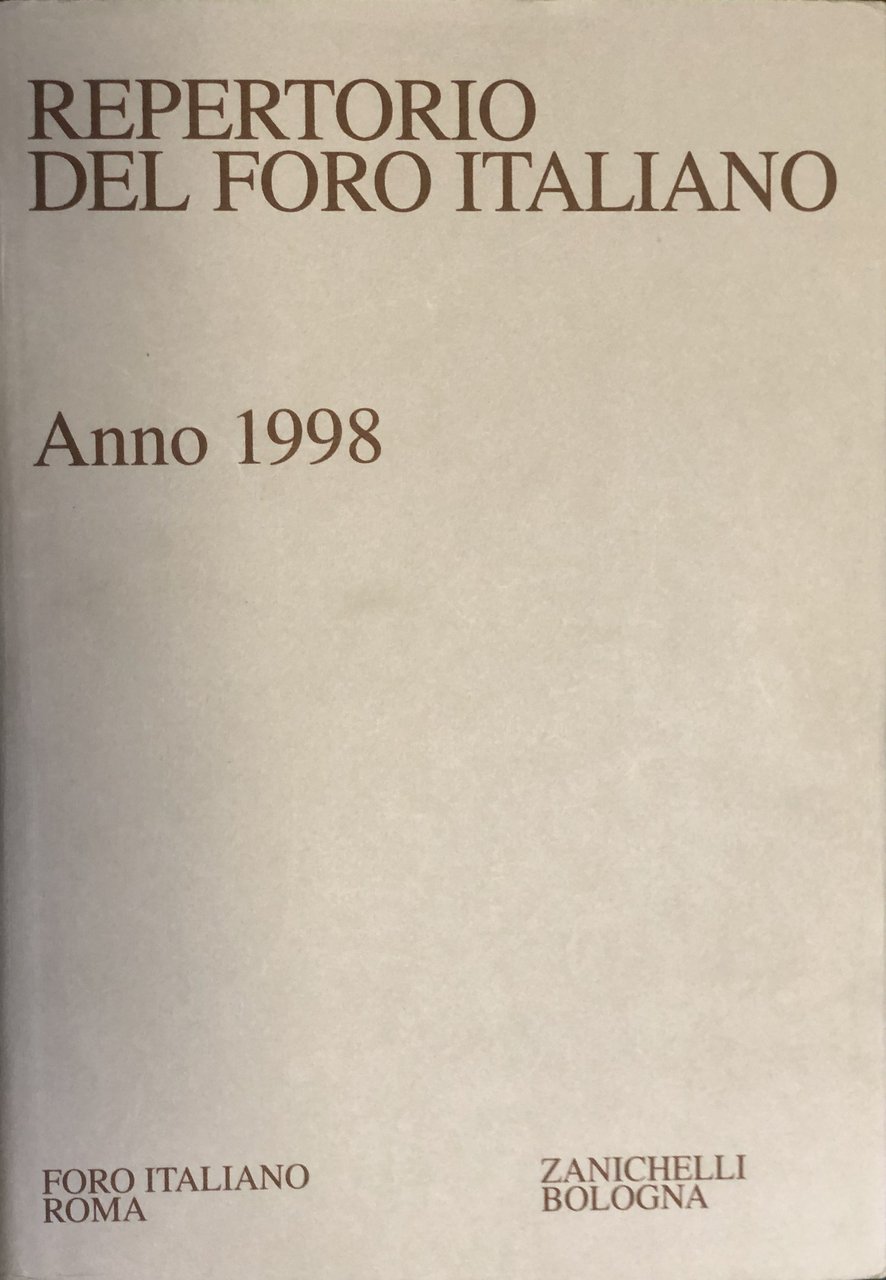 REPERTORIO
DEL FORO ITALIANO
Anno 1998
FORO ITALIANO
ROMA
ZANICHELLI
BOLOGNA